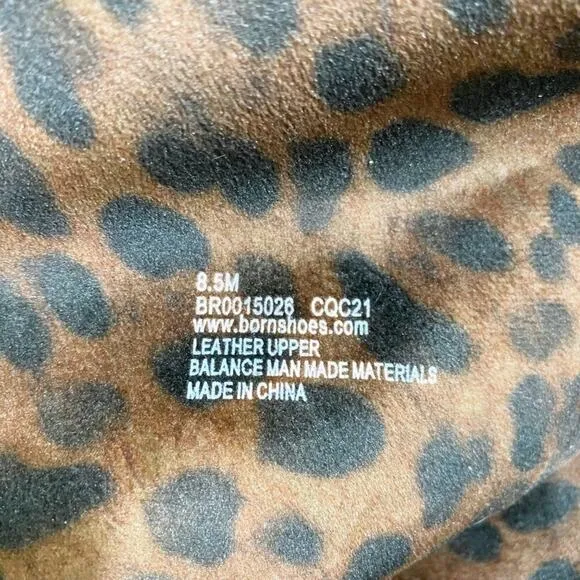 8.5M
BR0015026 CQC21
www.bornshoes.com
LEATHER UPPER
BALANCE MAN MADE MATERIALS
MADE IN CHINA